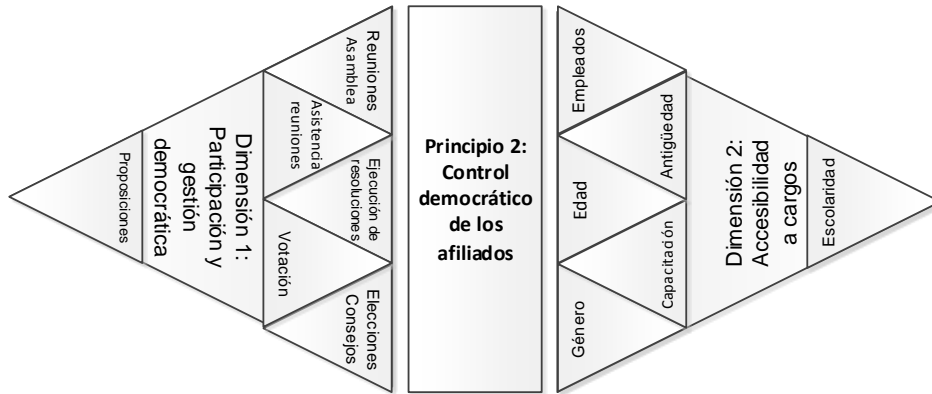 Proposiciones
Dimensión 1:
Participación y
gestión
democrática
Reuniones
Asamblea
Asistencia
reuniones
Ejecución de
resoluciones
Votación
Elecciones
Consejos
Principio 2:
Control
democrático
de los
afiliados
Empleados
Antigüedad
Edad
Capacitación
Género
Dimensión 2:
Accesibilidad
a cargos
Escolaridad